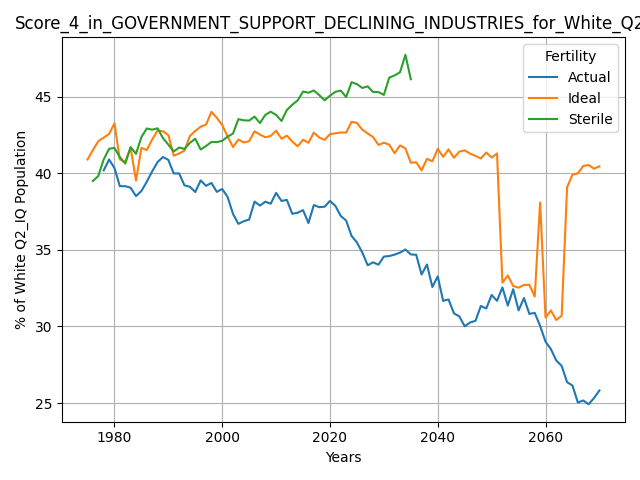 Score_4_in_GOVERNMENT_SUPPORT_DECLINING_INDUSTRIES_for_White_Q2
Fertility
Actual
Ideal
Sterile
% of White Q2_IQ Population
45
40
35
30
25
1980 2000 2020 2040 2060
Years